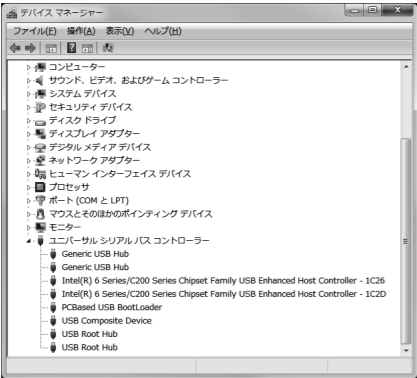 デバイス マネージャー
ファイル(F) 操作(A) 表示(V) ヘルプ(H)
コンピューター
サウンド、ビデオ、およびゲーム コントローラー
システム デバイス
セキュリティ デバイス
ディスク ドライブ
ディスプレイ アダプター
デジタル メディア デバイス
ネットワーク アダプター
ヒューマン インターフェイス デバイス
プロセッサ
ポート (COM と LPT)
マウスとそのほかのポインティング デバイス
モニター
ユニバーサル シリアル バス コントローラー
Generic USB Hub
Generic USB Hub
Intel(R) 6 Series/C200 Series Chipset Family USB Enhanced Host Controller - 1C26
Intel(R) 6 Series/C200 Series Chipset Family USB Enhanced Host Controller - 1C2D
PCBased USB BootLoader
USB Composite Device
USB Root Hub
USB Root Hub